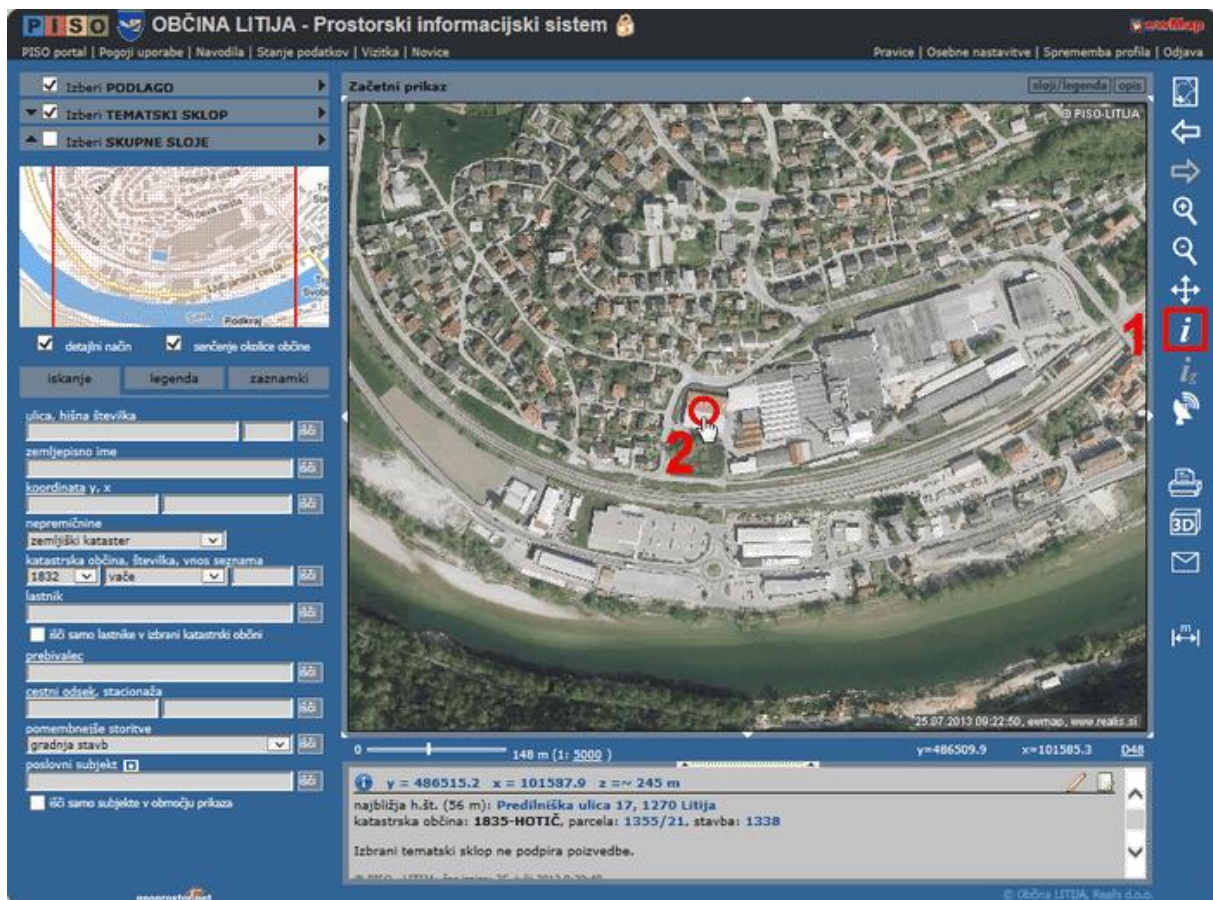 PISO OBČINA LITIJA - Prostorski informacijski sistem
PISO portal | Pogoji uporabe | Navodila | Stanje podatkov | Vizitka | Novice
Pravice | Osebne nastavitve | Sprememba profila | Odjava
Izberi PODLAGO
Izberi TEMATSKI SKLOP
Izberi SKUPNE SLOJE
Podkraj
detajlni način
senčenje okolice občine
iskanje
legenda
zaznamki
ulica, hišna številka
išči
zemljepisno ime
išči
koordinata y, x
išči
nepremičnine
zemljiški kataster
katastrska občina, številka, vnos seznama
1832
vače
išči
lastnik
išči
išči samo lastnike v izbrani katastrski občini
prebivalec
išči
cestni odsek, stacionaža
išči
pomembnejše storitve
gradnja stavb
išči
poslovni subjekt
išči
išči samo subjekte v območju prikaza
Začetni prikaz
sloji/legenda
opis
© PISO-LITIJA
1
2
25.07.2013 09:22:50, ewmap, www.realis.si
0
148 m (1: 5000 )
y=486509.9
x=101585.3
D48
y = 486515.2 x = 101587.9 z =~ 245 m
najbližja h.št. (56 m): Predilniška ulica 17, 1270 Litija
katastrska občina: 1835-HOTIČ, parcela: 1355/21, stavba: 1338
Izbrani tematski sklop ne podpira poizvedbe.
i
iz
3D
m
© Občina LITIJA, Realis d.o.o.